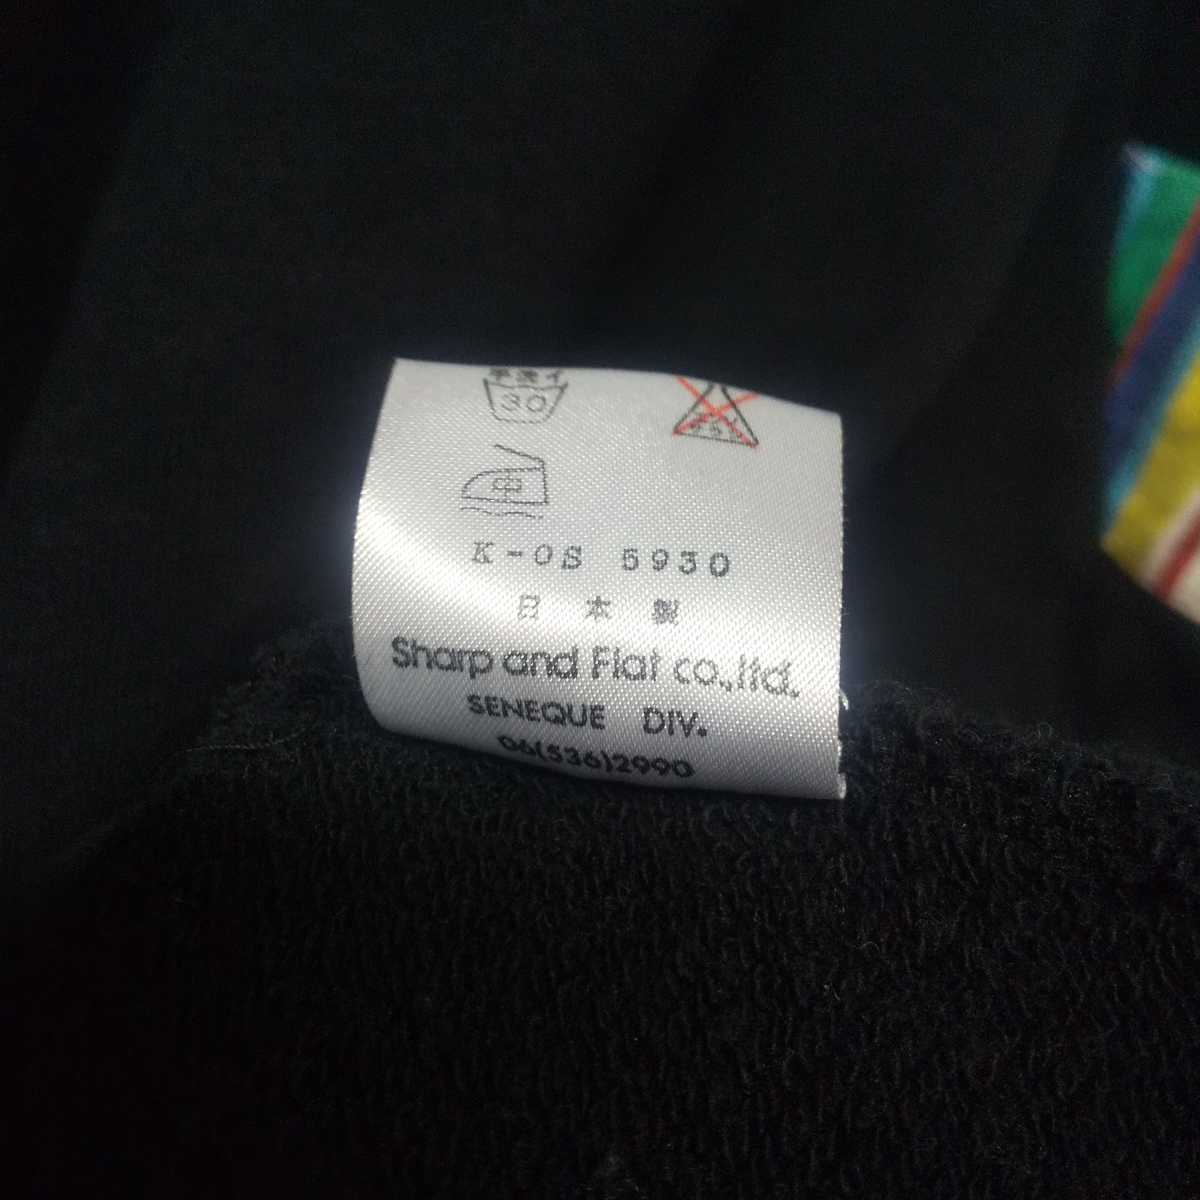 手洗イ
30
中
K-OS 5930
日本製
Sharp and Flat co.,ltd.
SENEQUE DIV.
06(536)2990